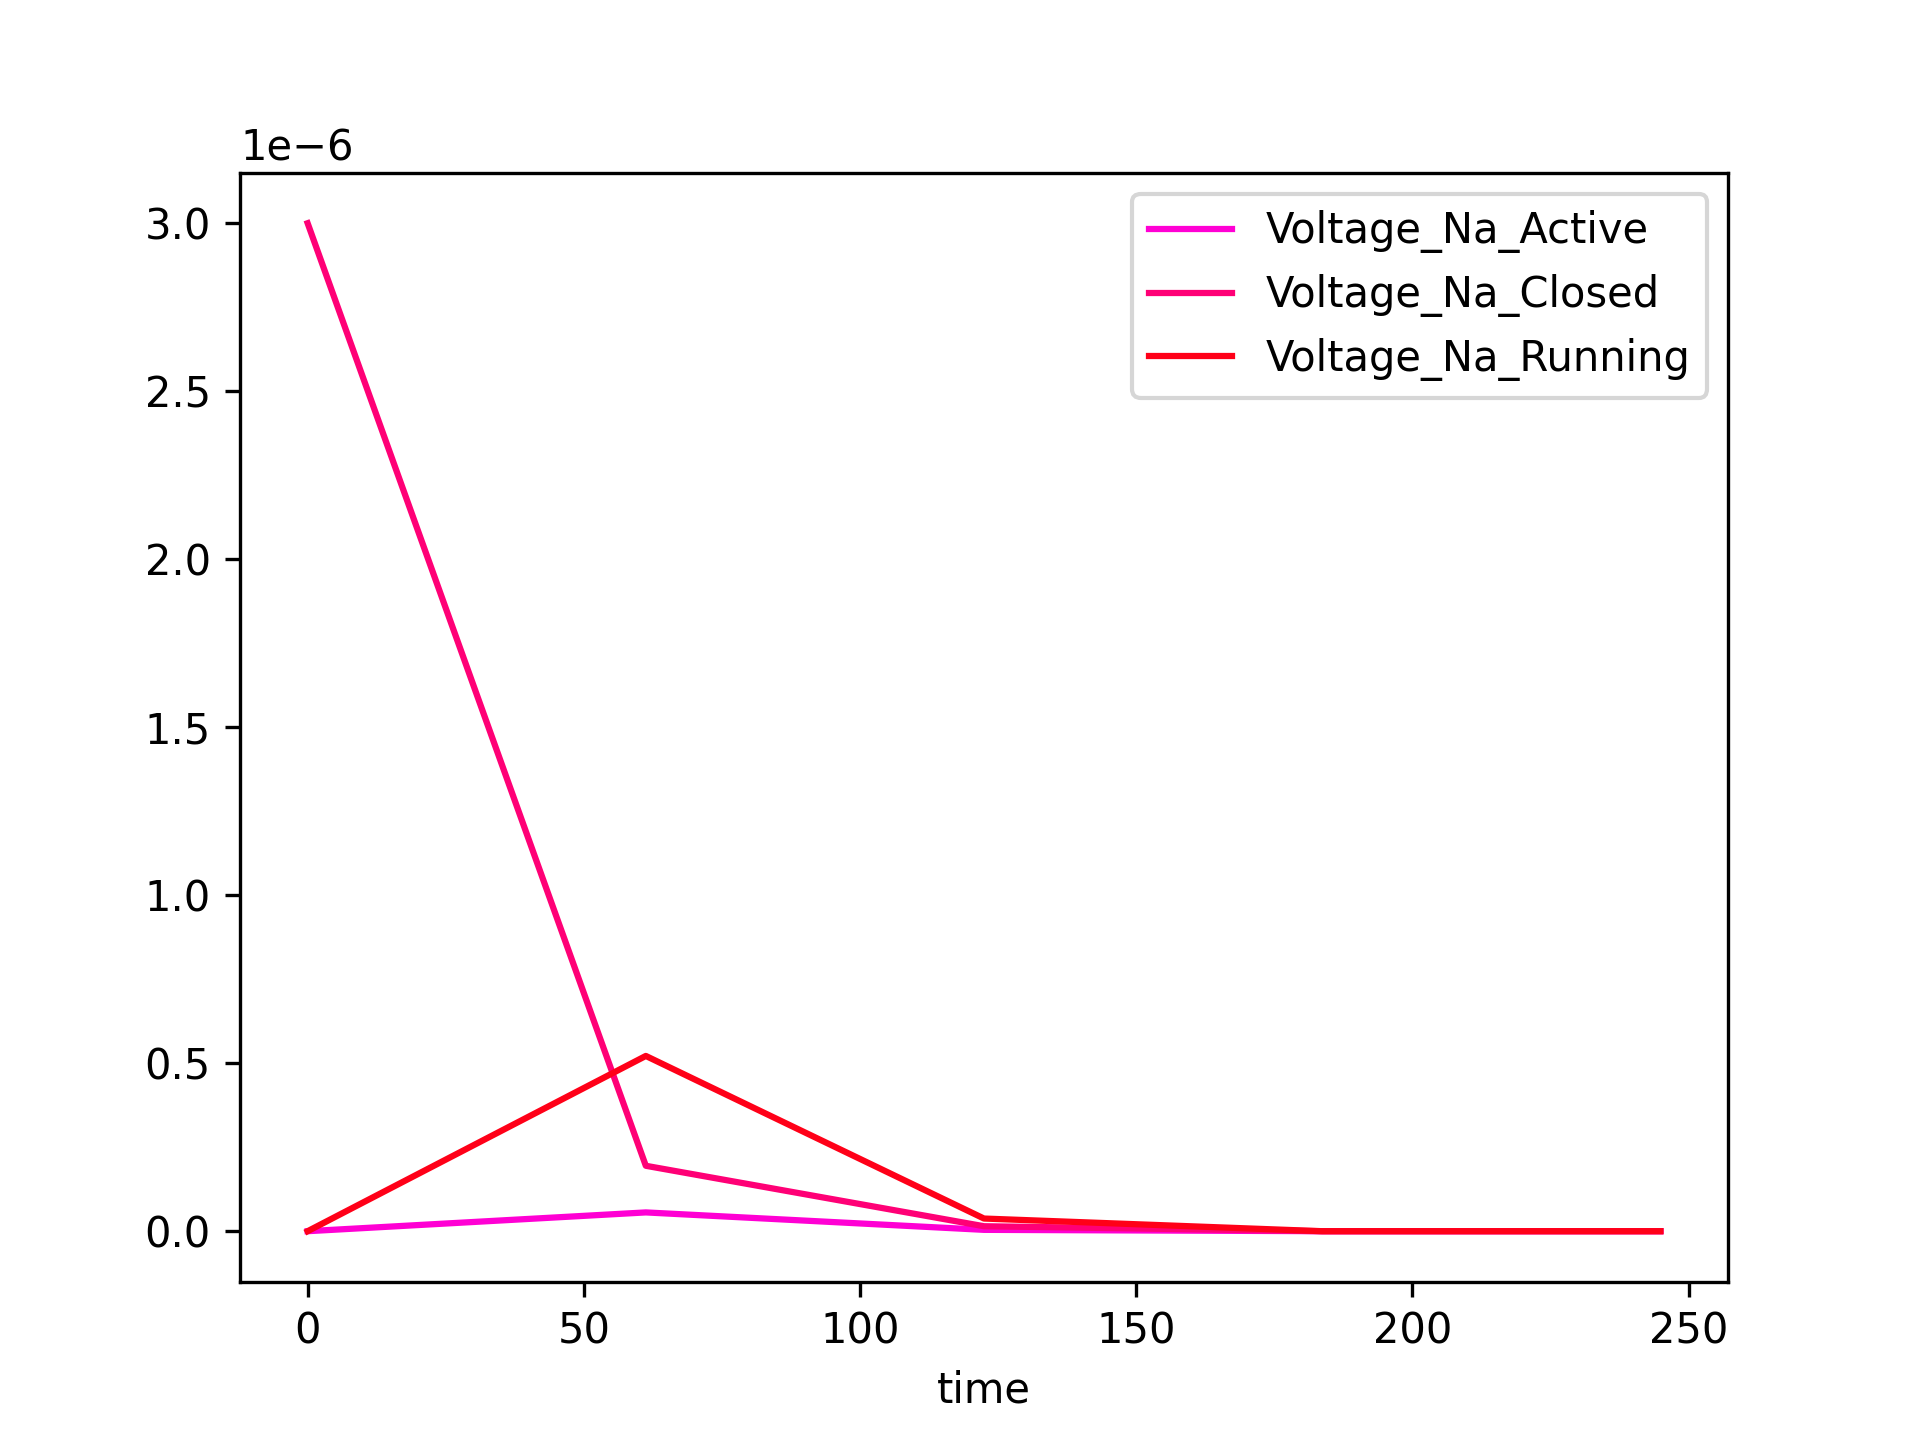 1e−6
3.0
2.5
2.0
1.5
1.0
0.5
0.0
Voltage_Na_Active
Voltage_Na_Closed
Voltage_Na_Running
0 50 100 150 200 250
time